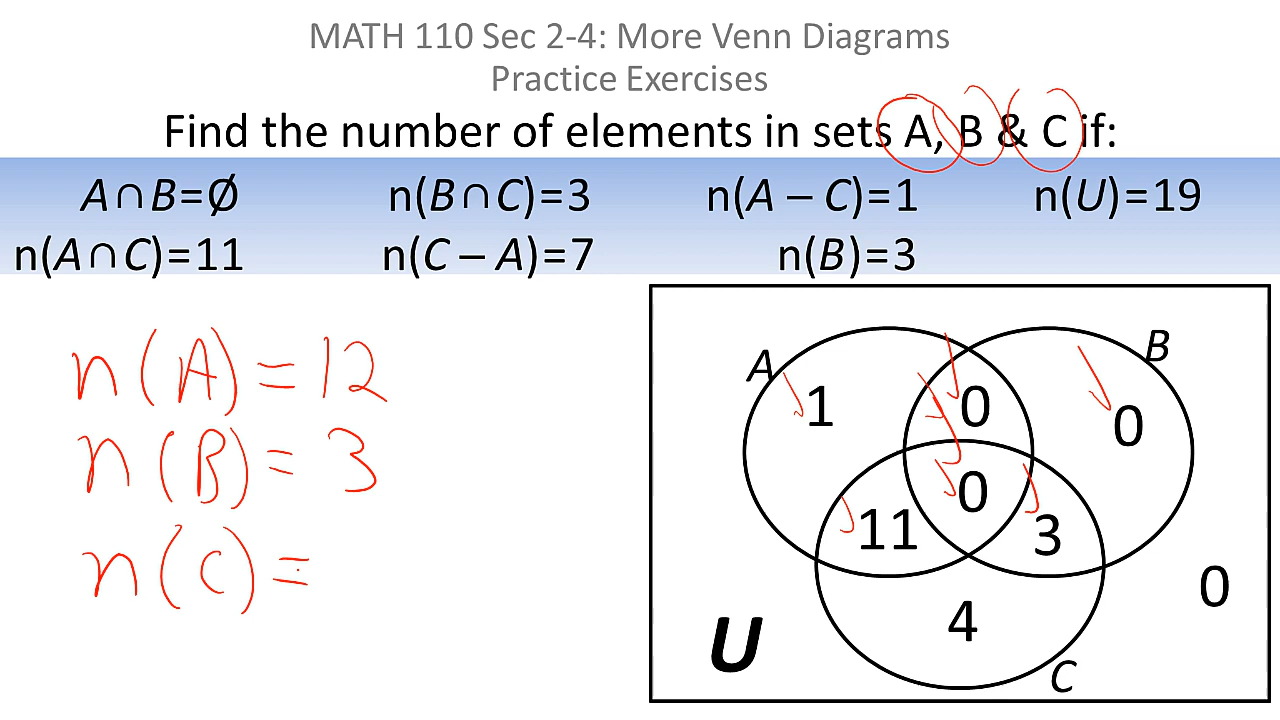 MATH 110 Sec 2-4: More Venn Diagrams
Practice Exercises
Find the number of elements in sets A, B & C if:
A∩B=∅ n(B∩C)=3 n(A – C)=1 n(U)=19
n(A∩C)=11 n(C – A)=7 n(B)=3
n(A)=12
n(B)=3
n(C)=
A B
1 0 0
0
11 3
0
4
U
C